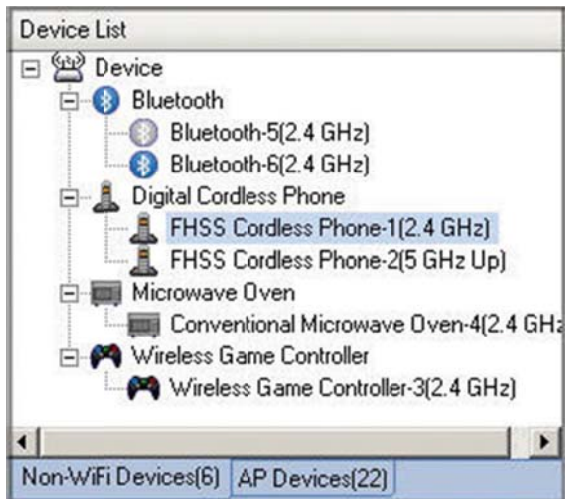 Device List
Device
Bluetooth
Bluetooth-5(2.4 GHz)
Bluetooth-6(2.4 GHz)
Digital Cordless Phone
FHSS Cordless Phone-1(2.4 GHz)
FHSS Cordless Phone-2(5 GHz Up)
Microwave Oven
Conventional Microwave Oven-4(2.4 GHz
Wireless Game Controller
Wireless Game Controller-3(2.4 GHz)
Non-WiFi Devices(6) AP Devices(22)